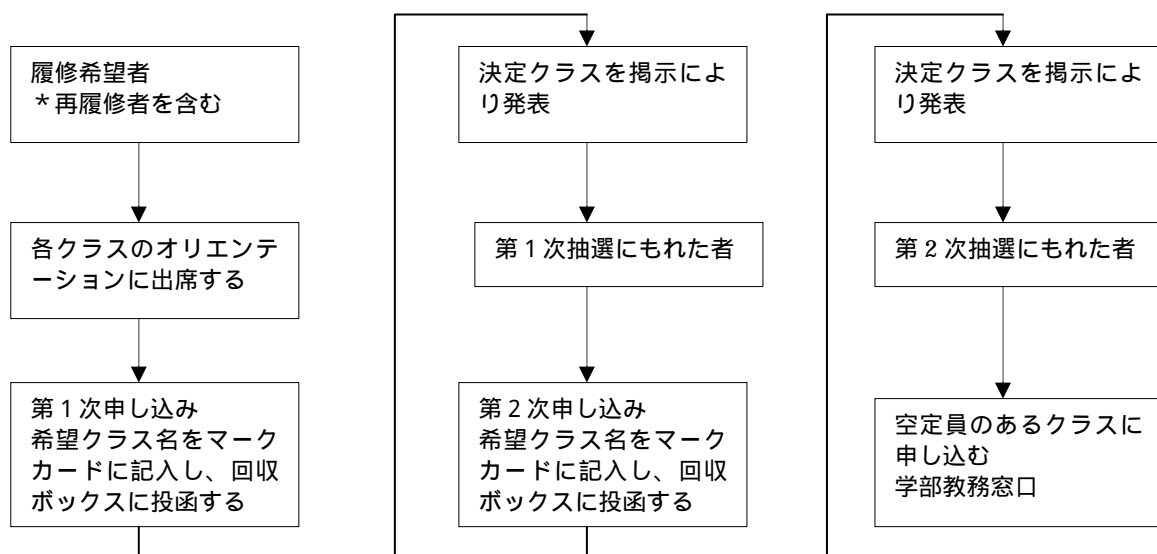 履修希望者
＊再履修者を含む
各クラスのオリエンテ
ーションに出席する
第１次申し込み
希望クラス名をマーク
カードに記入し、回収
ボックスに投函する
決定クラスを掲示によ
り発表
第１次抽選にもれた者
第２次申し込み
希望クラス名をマーク
カードに記入し、回収
ボックスに投函する
決定クラスを掲示によ
り発表
第２次抽選にもれた者
空定員のあるクラスに
申し込む
学部教務窓口